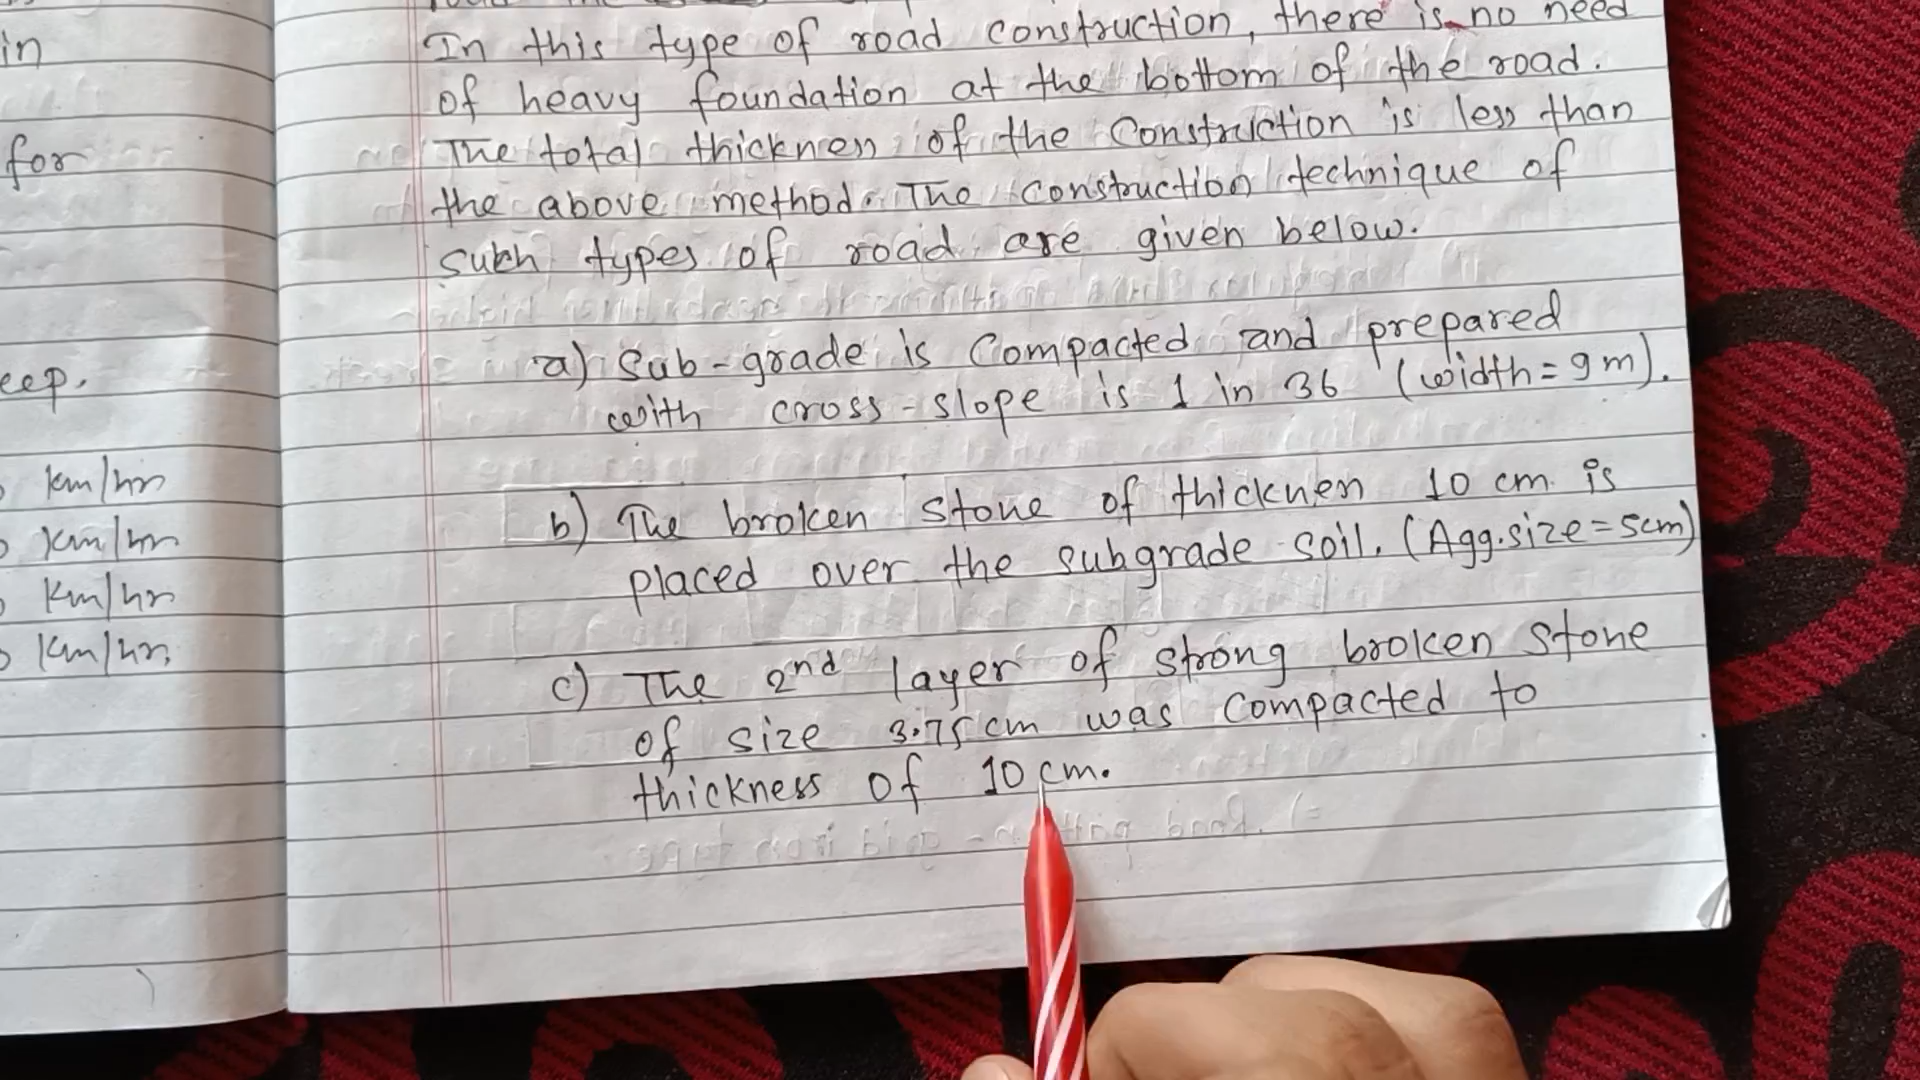 in
for
eep.
km/hr
km/hr
km/hr
km/hr.
In this type of road construction, there is no need
of heavy foundation at the bottom of the road.
The total thickness of the construction is less than
the above method. The construction technique of
such types of road are given below.
a) Sub-grade is compacted and prepared
with cross-slope is 1 in 36 (width = 9m).
b) The broken stone of thickness 10 cm is
placed over the subgrade soil. (Agg.size = 5cm)
c) The 2nd layer of strong broken stone
of size 3.75 cm was compacted to
thickness of 10 cm.